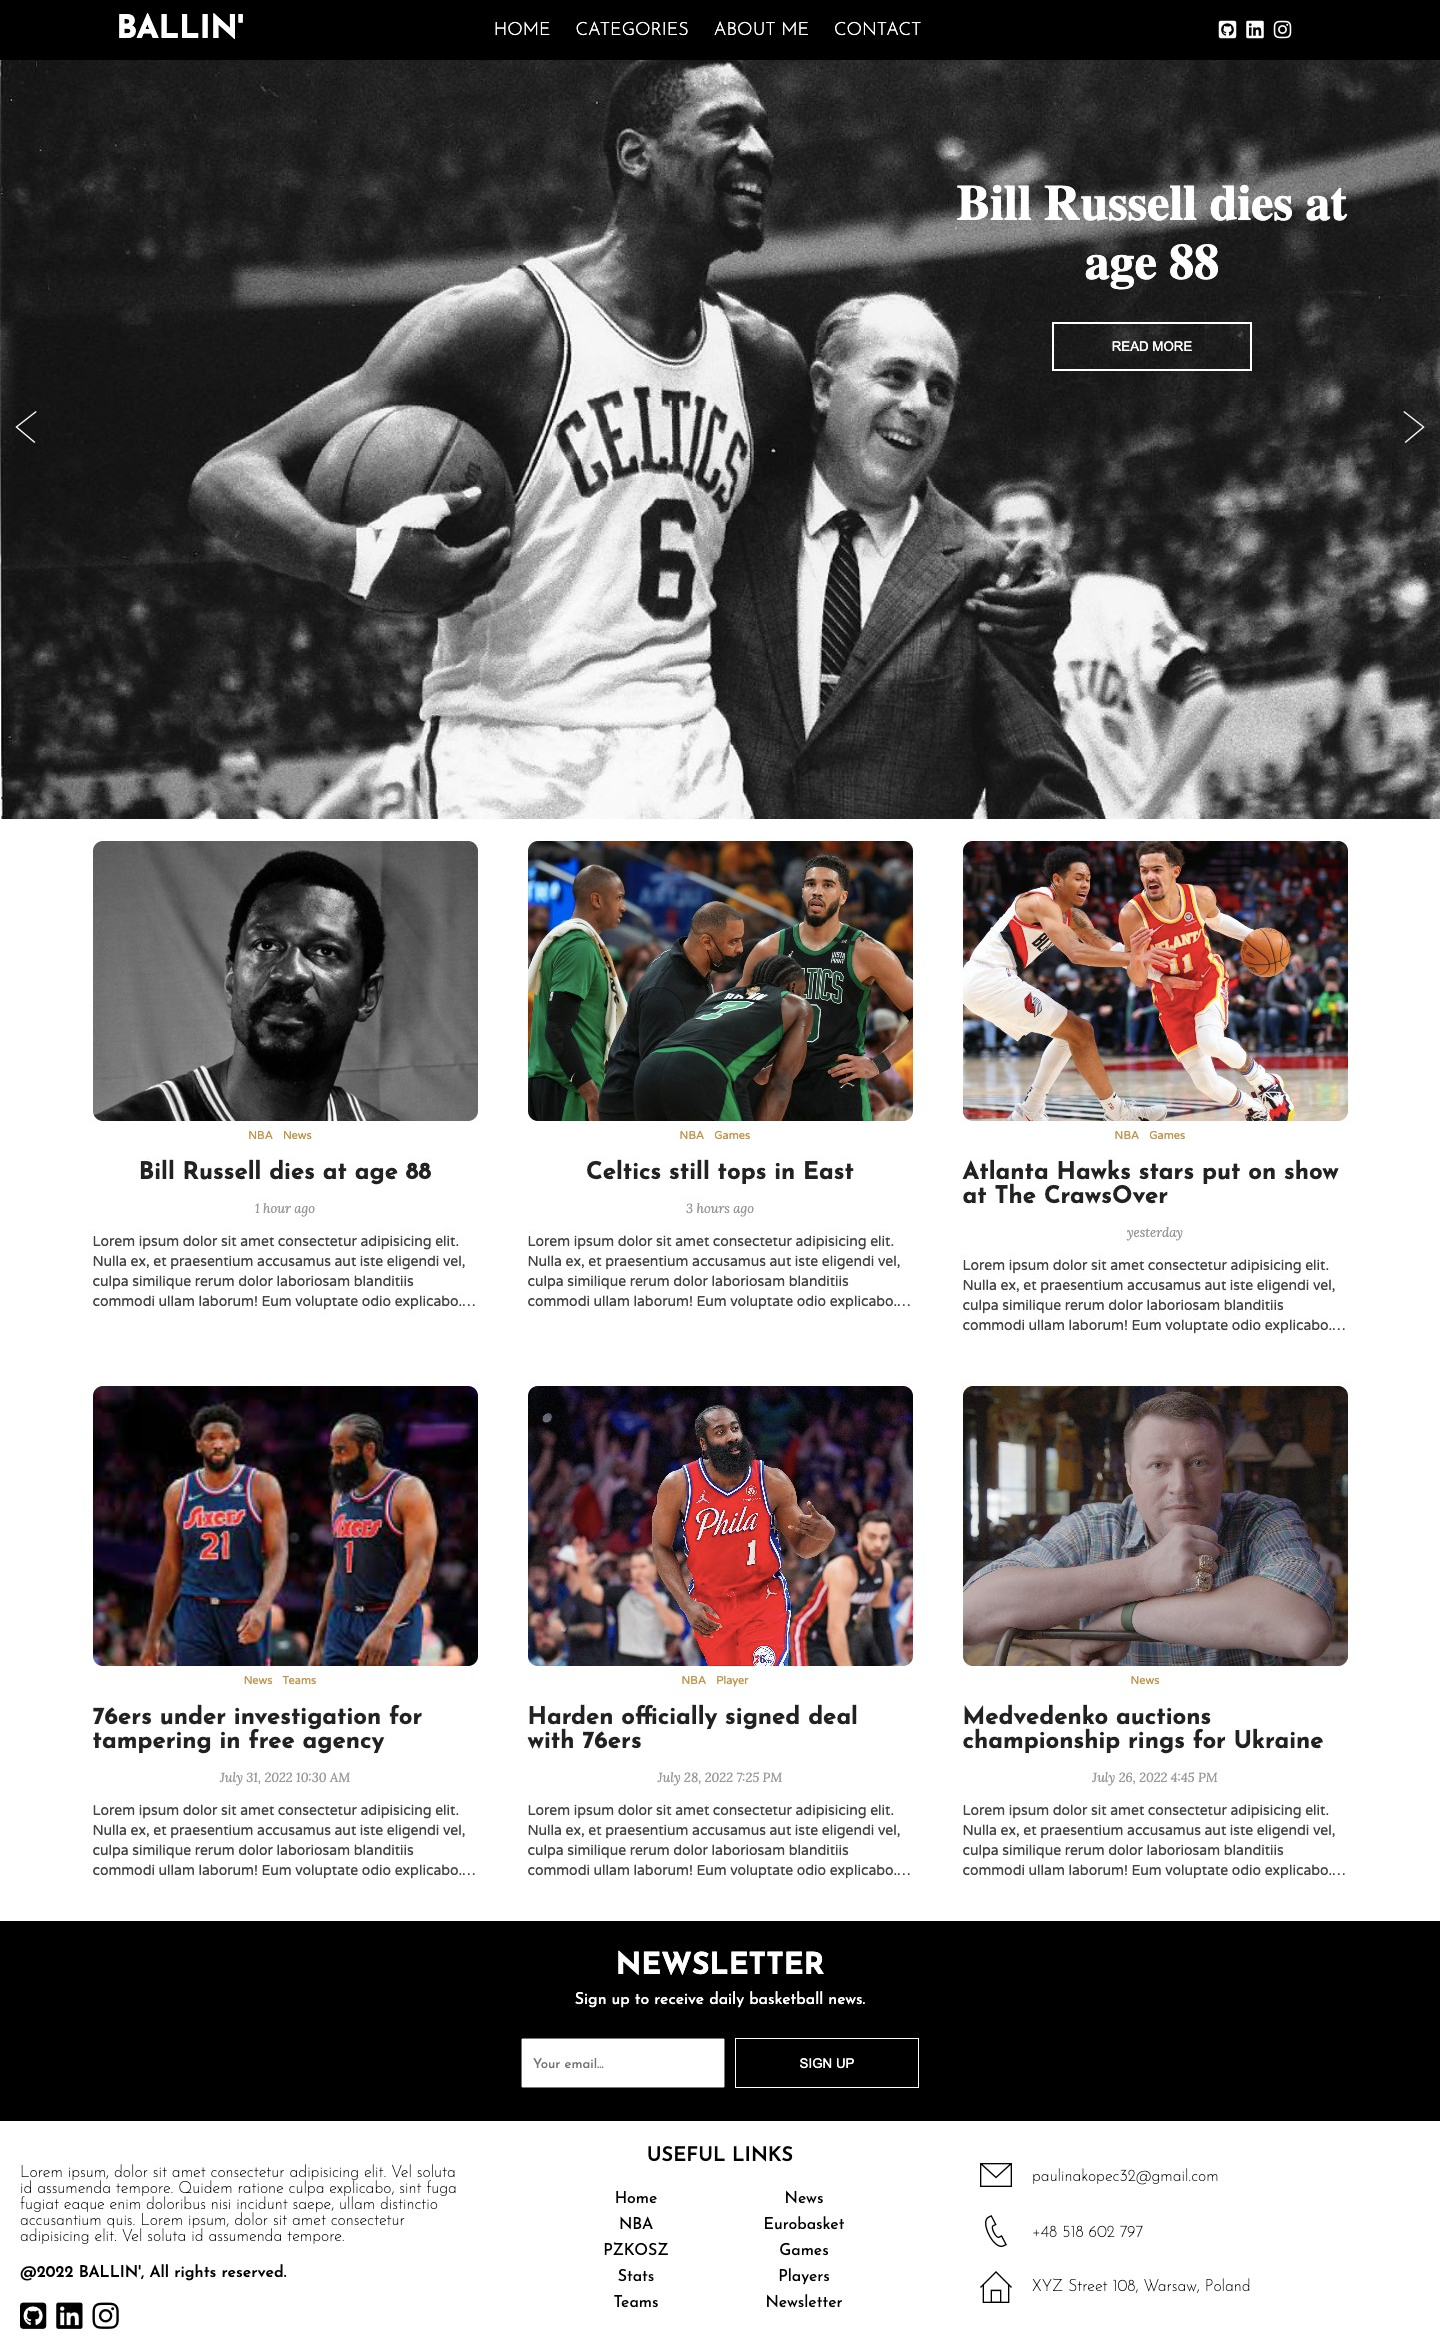 BALLIN'
HOME CATEGORIES ABOUT ME CONTACT
Bill Russell dies at
age 88
READ MORE
CELTICS
6
NBA News
Bill Russell dies at age 88
1 hour ago
Lorem ipsum dolor sit amet consectetur adipisicing elit.
Nulla ex, et praesentium accusamus aut iste eligendi vel,
culpa similique rerum dolor laboriosam blanditiis
commodi ullam laborum! Eum voluptate odio explicabo....
7
NBA Games
Celtics still tops in East
3 hours ago
Lorem ipsum dolor sit amet consectetur adipisicing elit.
Nulla ex, et praesentium accusamus aut iste eligendi vel,
culpa similique rerum dolor laboriosam blanditiis
commodi ullam laborum! Eum voluptate odio explicabo....
11
NBA Games
Atlanta Hawks stars put on show
at The CrawsOver
yesterday
Lorem ipsum dolor sit amet consectetur adipisicing elit.
Nulla ex, et praesentium accusamus aut iste eligendi vel,
culpa similique rerum dolor laboriosam blanditiis
commodi ullam laborum! Eum voluptate odio explicabo....
Sixers
21
Sixers
1
News Teams
76ers under investigation for
tampering in free agency
July 31, 2022 10:30 AM
Lorem ipsum dolor sit amet consectetur adipisicing elit.
Nulla ex, et praesentium accusamus aut iste eligendi vel,
culpa similique rerum dolor laboriosam blanditiis
commodi ullam laborum! Eum voluptate odio explicabo....
Phila
1
NBA Player
Harden officially signed deal
with 76ers
July 28, 2022 7:25 PM
Lorem ipsum dolor sit amet consectetur adipisicing elit.
Nulla ex, et praesentium accusamus aut iste eligendi vel,
culpa similique rerum dolor laboriosam blanditiis
commodi ullam laborum! Eum voluptate odio explicabo....
News
Medvedenko auctions
championship rings for Ukraine
July 26, 2022 4:45 PM
Lorem ipsum dolor sit amet consectetur adipisicing elit.
Nulla ex, et praesentium accusamus aut iste eligendi vel,
culpa similique rerum dolor laboriosam blanditiis
commodi ullam laborum! Eum voluptate odio explicabo....
NEWSLETTER
Sign up to receive daily basketball news.
Your email...
SIGN UP
Lorem ipsum, dolor sit amet consectetur adipisicing elit. Vel soluta
id assumenda tempore. Quidem ratione culpa explicabo, sint fuga
fugiat eaque enim doloribus nisi incidunt saepe, ullam distinctio
accusantium quis. Lorem ipsum, dolor sit amet consectetur
adipisicing elit. Vel soluta id assumenda tempore.
@2022 BALLIN', All rights reserved.
USEFUL LINKS
Home
NBA
PZKOSZ
Stats
Teams
News
Eurobasket
Games
Players
Newsletter
paulinakopec32@gmail.com
+48 518 602 797
XYZ Street 108, Warsaw, Poland